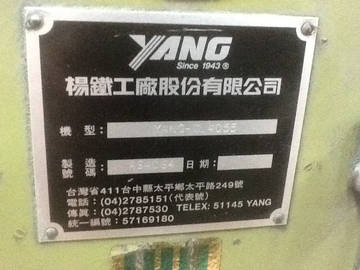 YANG
Since 1943 ®
楊鐵工廠股份有限公司
機型：
製造號碼： 日期：
台灣省411台中縣太平鄉太平路249號
電話：(04)2785151(代表號)
傳真：(04)2787530 TELEX: 51145 YANG
統一編號：57169180